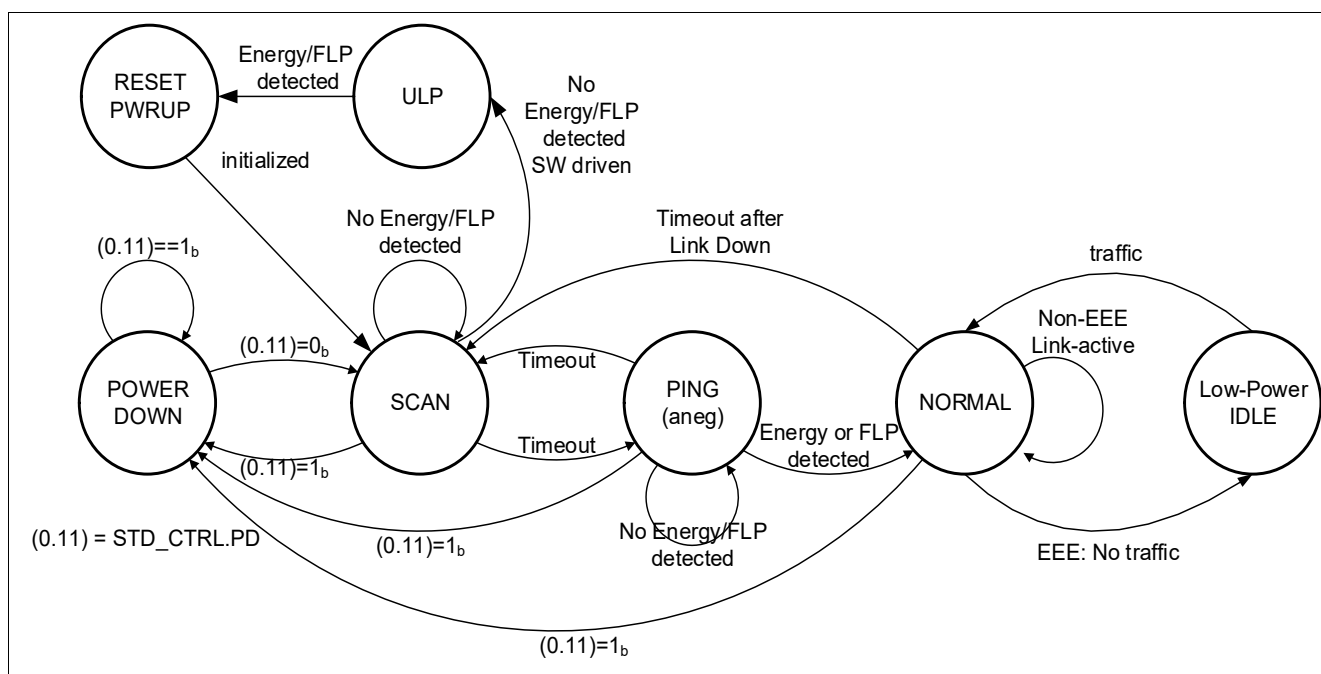 RESET
PWRUP
Energy/FLP
detected
ULP
No
Energy/FLP
detected
SW driven
initialized
No Energy/FLP
detected
Timeout after
Link Down
traffic
(0.11)==1b
(0.11)=0b
Non-EEE
Link-active
POWER
DOWN
SCAN
Timeout
PING
(aneg)
NORMAL
Low-Power
IDLE
Timeout
Energy or FLP
detected
(0.11)=1b
(0.11) = STD_CTRL.PD
(0.11)=1b
No Energy/FLP
detected
EEE: No traffic
(0.11)=1b